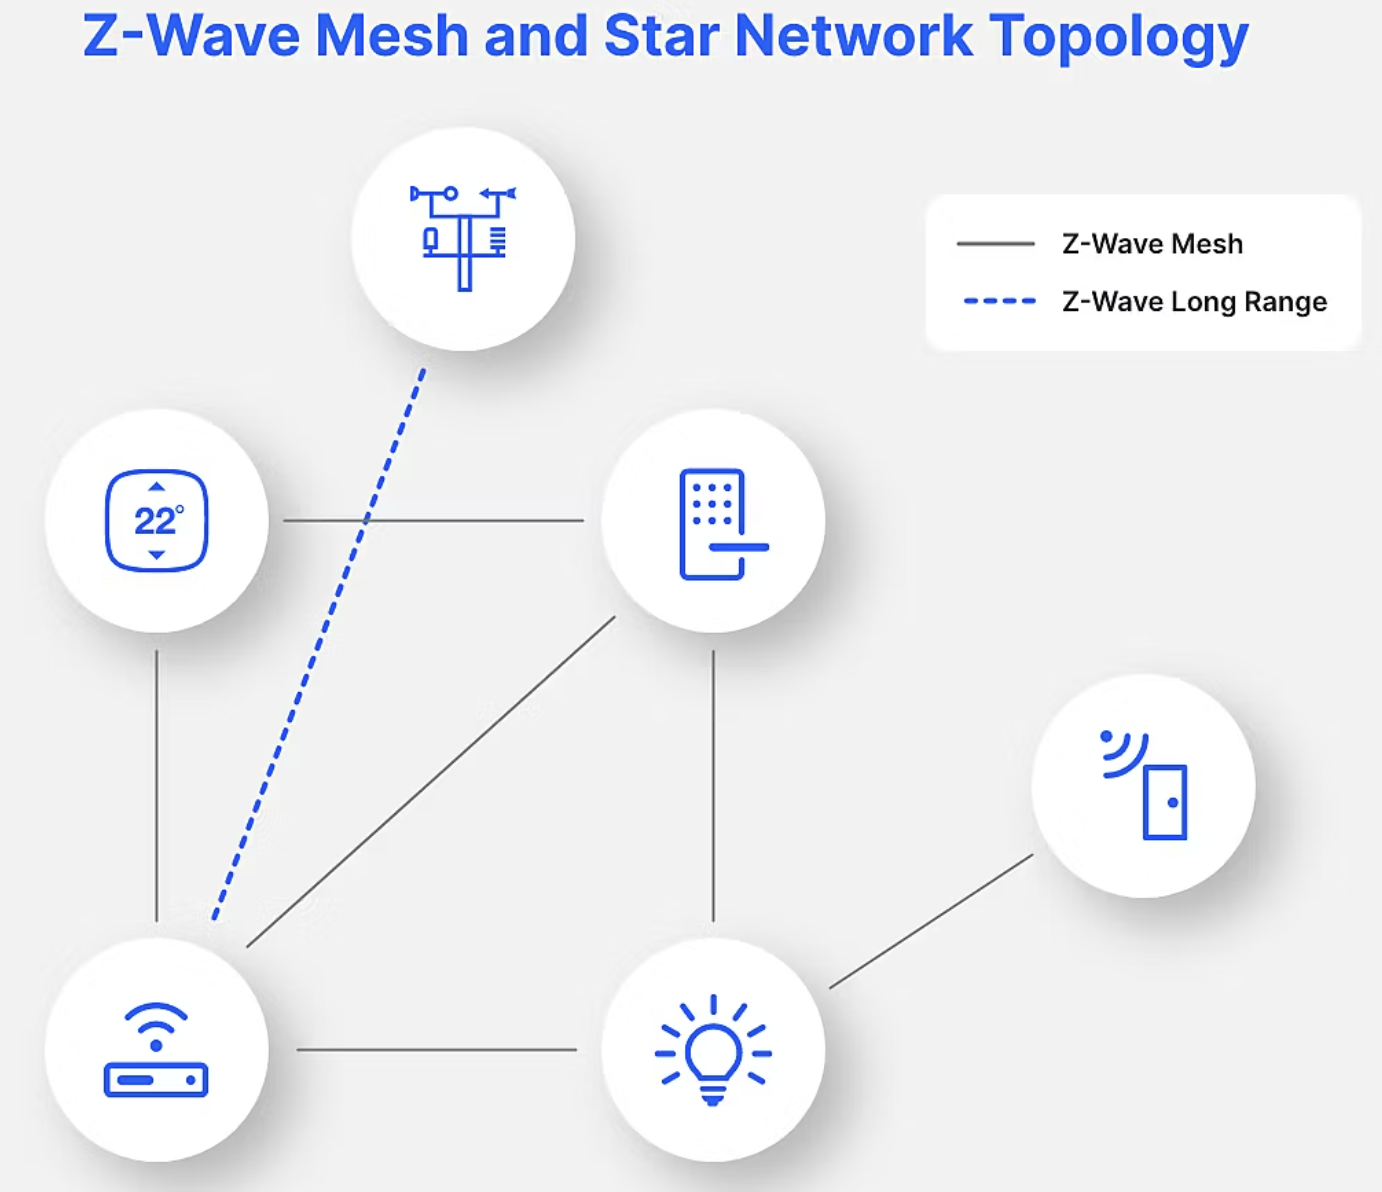 Z-Wave Mesh and Star Network Topology
Z-Wave Mesh
Z-Wave Long Range
22°